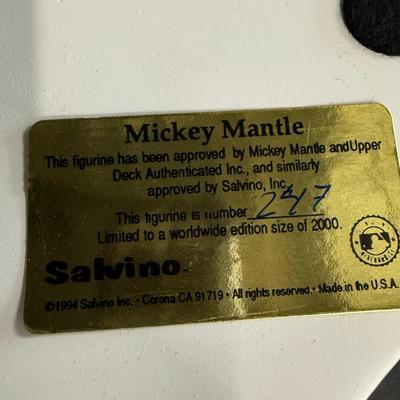 Mickey Mantle
This figurine has been approved by Mickey Mantle and Upper
Deck Authenticated Inc., and similarly
approved by Salvino, Inc.
This figurine is number 247
Limited to a worldwide edition size of 2000.
Salvino
©1994 Salvino Inc. • Corona CA 91719 • All rights reserved. • Made in the U.S.A.